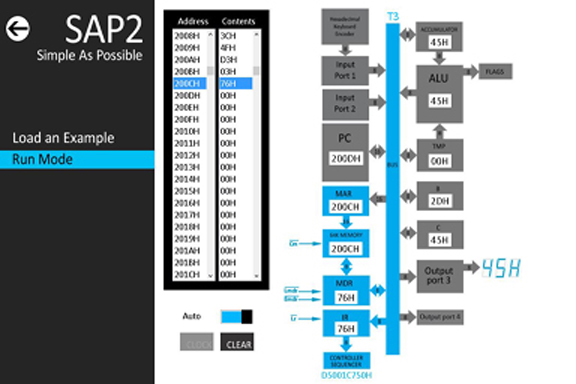 SAP2
Simple As Possible
Load an Example
Run Mode
Address Contents
2008H 3CH
2009H 4FH
200AH D3H
200BH 03H
200CH 76H
200DH 00H
200EH 00H
200FH 00H
2010H 00H
2011H 00H
2012H 00H
2013H 00H
2014H 00H
2015H 00H
2016H 00H
2017H 00H
2018H 00H
2019H 00H
201AH 00H
201BH 00H
201CH 00H
Auto
CLOCK
CLEAR
T3
BUS
Hexadecimal
Keyboard
Encoder
Input
Port 1
Input
Port 2
PC
200DH
MAR
200CH
64K MEMORY
200CH
MDR
76H
IR
76H
CONTROLLER
SEQUENCER
D5001C750H
ACCUMULATOR
45H
ALU
45H
FLAGS
TMP
00H
B
2DH
C
45H
Output
port 3
45H
Output port 4